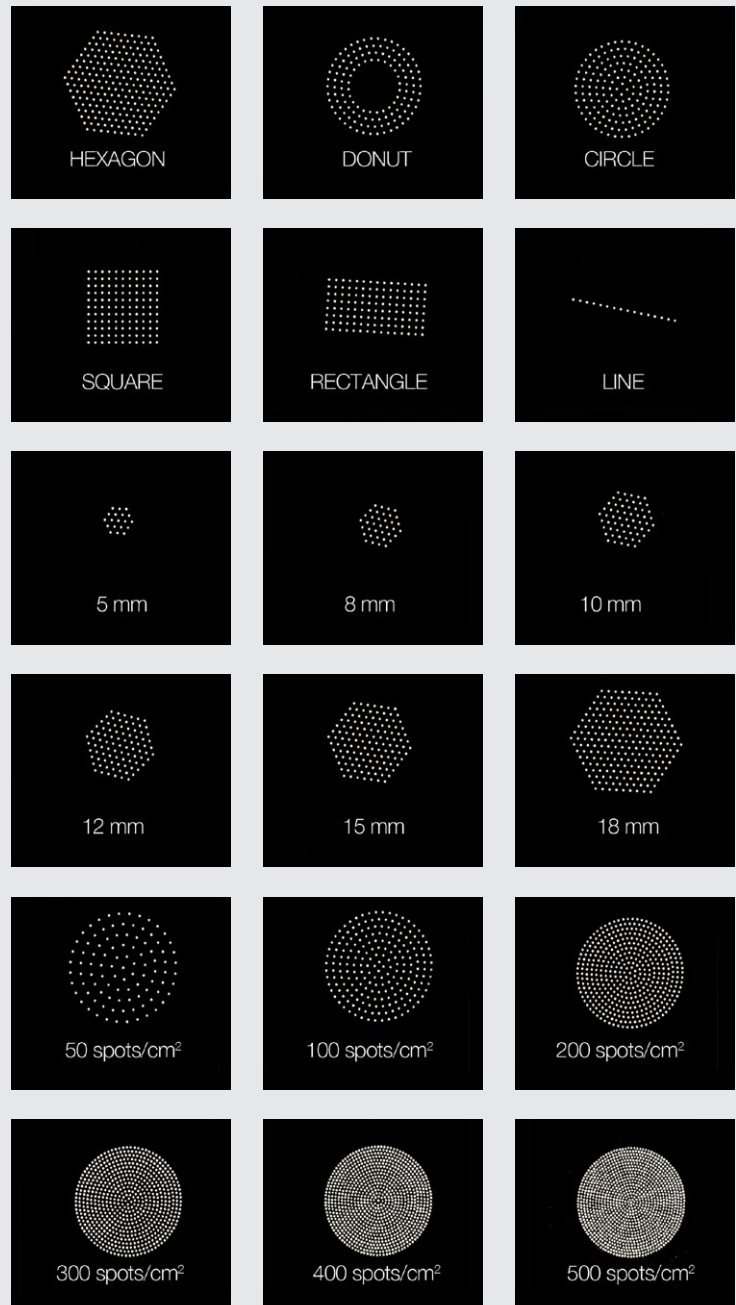 HEXAGON
DONUT
CIRCLE
SQUARE
RECTANGLE
LINE
5 mm
8 mm
10 mm
12 mm
15 mm
18 mm
50 spots/cm²
100 spots/cm²
200 spots/cm²
300 spots/cm²
400 spots/cm²
500 spots/cm²